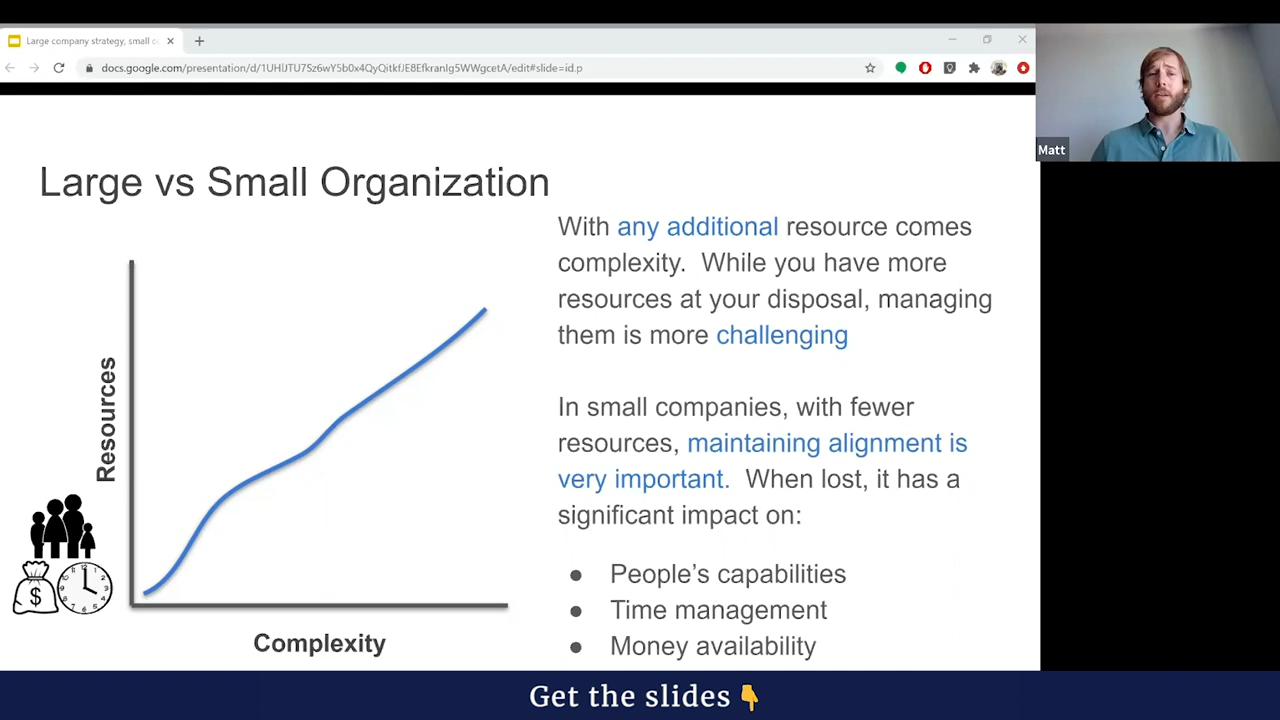 Large company strategy, small c
docs.google.com/presentation/d/1UHlJTU7Sz6wY5b0x4QyQitkfJE8EfkranIg5WWgcetA/edit#slide=id.p
Matt
Large vs Small Organization
With any additional resource comes
complexity. While you have more
resources at your disposal, managing
them is more challenging
In small companies, with fewer
resources, maintaining alignment is
very important. When lost, it has a
significant impact on:
● People's capabilities
● Time management
● Money availability
Resources
$
Complexity
Get the slides 👇